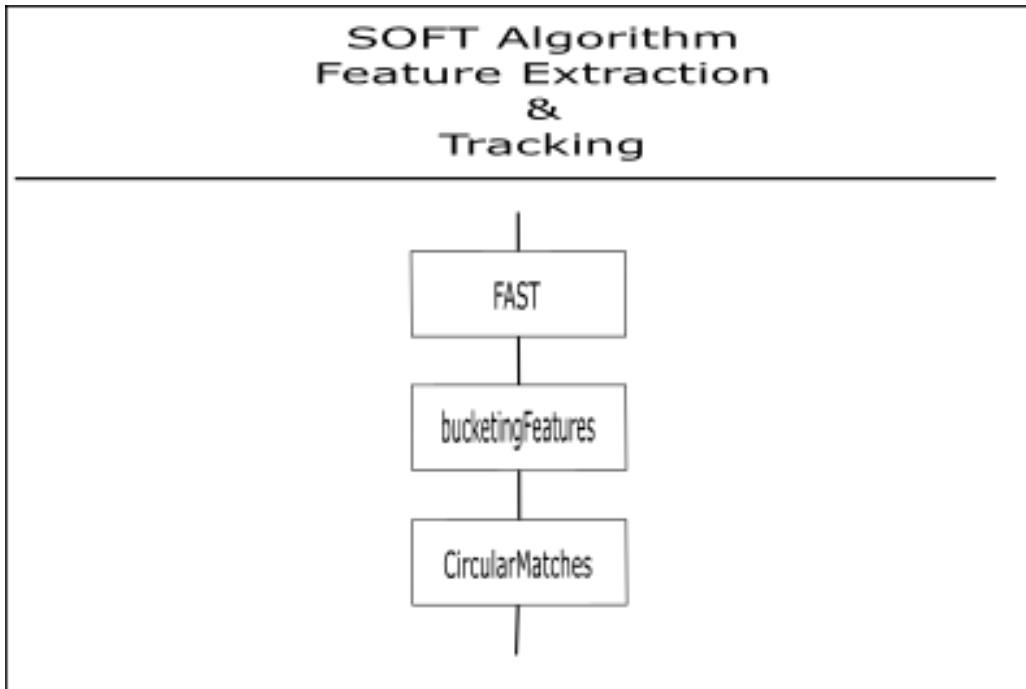 SOFT Algorithm
Feature Extraction
&
Tracking
FAST
bucketingFeatures
CircularMatches